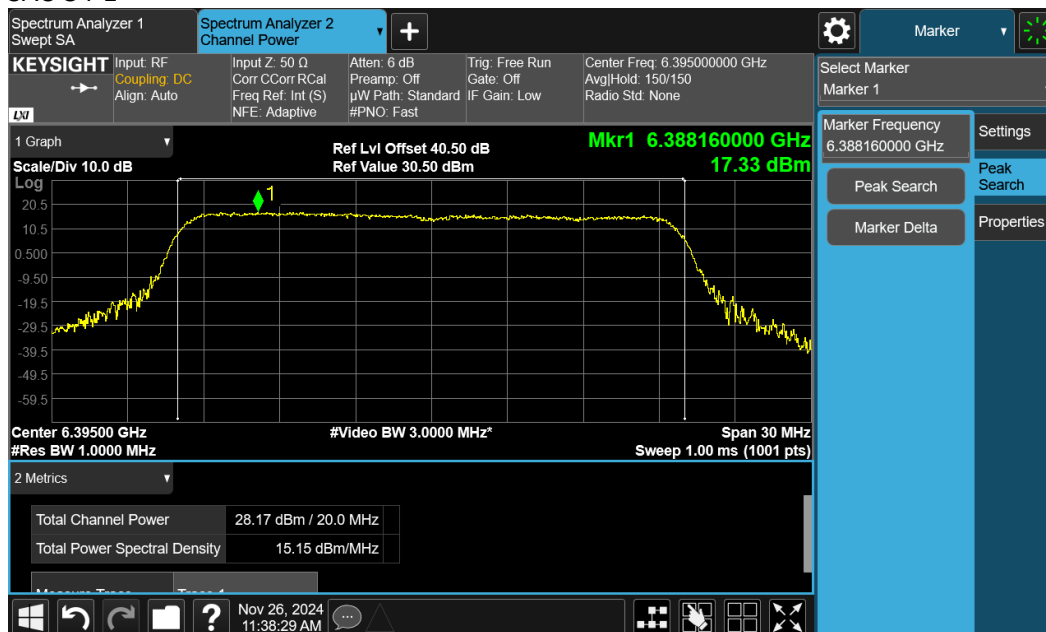 Spectrum Analyzer 1
Swept SA
Spectrum Analyzer 2
Channel Power
Marker
KEYSIGHT
LXI
Input: RF
Coupling: DC
Align: Auto
Input Z: 50 Ω
Corr CCorr RCal
Freq Ref: Int (S)
NFE: Adaptive
Atten: 6 dB
Preamp: Off
µW Path: Standard
#PNO: Fast
Trig: Free Run
Gate: Off
IF Gain: Low
Center Freq: 6.395000000 GHz
Avg|Hold: 150/150
Radio Std: None
Select Marker
Marker 1
Marker Frequency
6.388160000 GHz
Peak Search
Marker Delta
Settings
Peak
Search
Properties
1 Graph
Scale/Div 10.0 dB
Ref Lvl Offset 40.50 dB
Ref Value 30.50 dBm
Mkr1 6.388160000 GHz
17.33 dBm
Log
1
20.5
10.5
0.500
-9.50
-19.5
-29.5
-39.5
-49.5
-59.5
Center 6.39500 GHz
#Video BW 3.0000 MHz*
Span 30 MHz
#Res BW 1.0000 MHz
Sweep 1.00 ms (1001 pts)
2 Metrics
Total Channel Power 28.17 dBm / 20.0 MHz
Total Power Spectral Density 15.15 dBm/MHz
?
Nov 26, 2024
11:38:29 AM